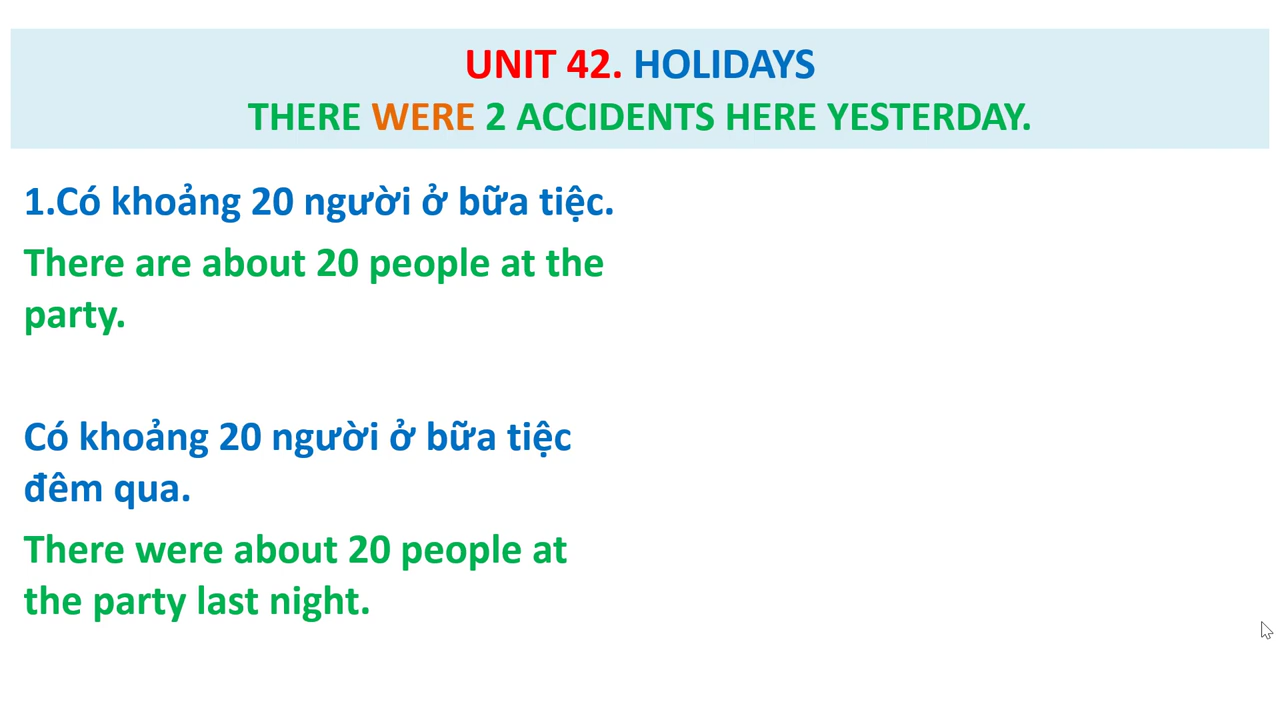 UNIT 42. HOLIDAYS
THERE WERE 2 ACCIDENTS HERE YESTERDAY.
1.Có khoảng 20 người ở bữa tiệc.
There are about 20 people at the
party.
Có khoảng 20 người ở bữa tiệc
đêm qua.
There were about 20 people at
the party last night.